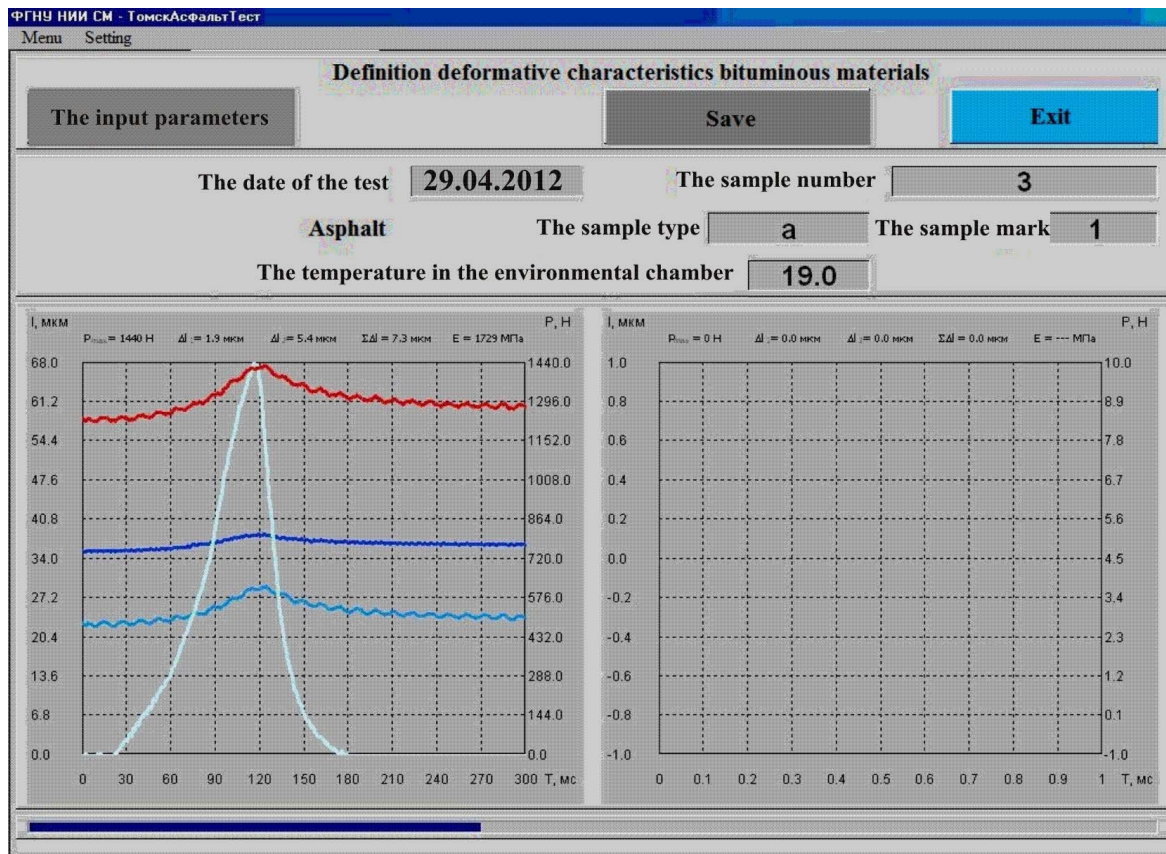 ФГНУ НИИ СМ - ТомскАсфальтТест
Menu Setting
Definition deformative characteristics bituminous materials
The input parameters Save Exit
The date of the test 29.04.2012 The sample number 3
Asphalt The sample type a The sample mark 1
The temperature in the environmental chamber 19.0
l, мкм P, Н
Pmax = 1440 Н Δl = 1.9 мкм Δl = 5.4 мкм ΣΔl = 7.3 мкм E = 1729 МПа
68.0 1440.0
61.2 1296.0
54.4 1152.0
47.6 1008.0
40.8 864.0
34.0 720.0
27.2 576.0
20.4 432.0
13.6 288.0
6.8 144.0
0.0 0.0
0 30 60 90 120 150 180 210 240 270 300 T, мс
l, мкм P, Н
Pmax = 0 Н Δl = 0.0 мкм Δl = 0.0 мкм ΣΔl = 0.0 мкм E = --- МПа
1.0 10.0
0.8 8.9
0.6 7.8
0.4 6.7
0.2 5.6
0.0 4.5
-0.2 3.4
-0.4 2.3
-0.6 1.2
-0.8 0.1
-1.0 -1.0
0 0.1 0.2 0.3 0.4 0.5 0.6 0.7 0.8 0.9 1 T, мс